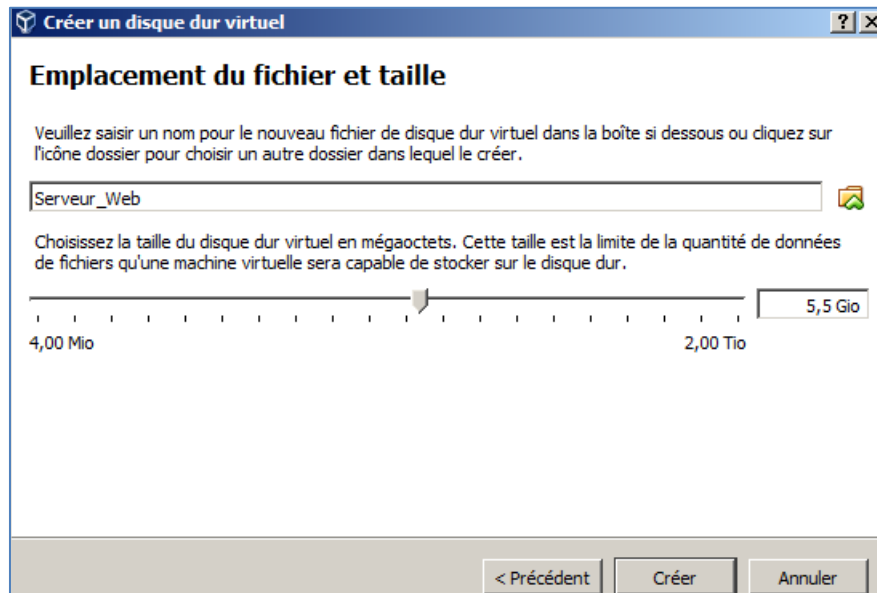 Créer un disque dur virtuel
Emplacement du fichier et taille
Veuillez saisir un nom pour le nouveau fichier de disque dur virtuel dans la boîte si dessous ou cliquez sur
l'icône dossier pour choisir un autre dossier dans lequel le créer.
Serveur_Web
Choisissez la taille du disque dur virtuel en mégaoctets. Cette taille est la limite de la quantité de données
de fichiers qu'une machine virtuelle sera capable de stocker sur le disque dur.
5,5 Gio
4,00 Mio 2,00 Tio
< Précédent Créer Annuler